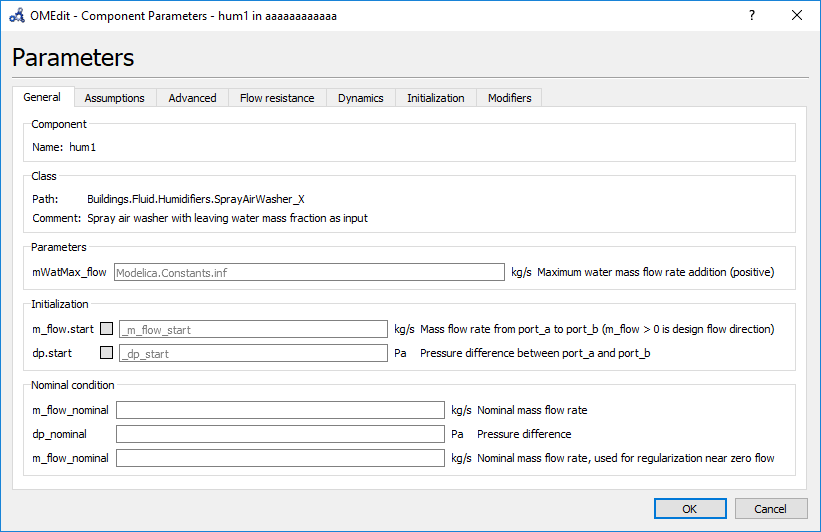 OMEdit - Component Parameters - hum1 in aaaaaaaaaaaa
Parameters
General Assumptions Advanced Flow resistance Dynamics Initialization Modifiers
Component
Name: hum1
Class
Path: Buildings.Fluid.Humidifiers.SprayAirWasher_X
Comment: Spray air washer with leaving water mass fraction as input
Parameters
mWatMax_flow Modelica.Constants.inf kg/s Maximum water mass flow rate addition (positive)
Initialization
m_flow.start _m_flow_start kg/s Mass flow rate from port_a to port_b (m_flow > 0 is design flow direction)
dp.start _dp_start Pa Pressure difference between port_a and port_b
Nominal condition
m_flow_nominal kg/s Nominal mass flow rate
dp_nominal Pa Pressure difference
m_flow_nominal kg/s Nominal mass flow rate, used for regularization near zero flow
OK Cancel